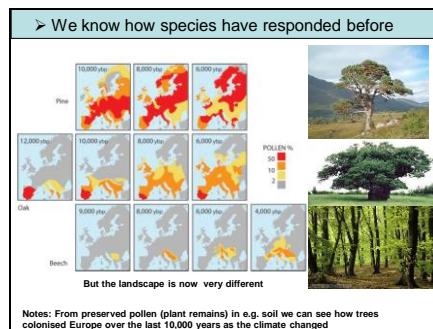 ➢ We know how species have responded before
10,000 ybp 8,000 ybp 6,000 ybp
Pine
POLLEN %
50
10
2
12,000 ybp 10,000 ybp 8,000 ybp 6,000 ybp
Oak
9,000 ybp 8,000 ybp 6,000 ybp 4,000 ybp
Beech
But the landscape is now very different
Notes: From preserved pollen (plant remains) in e.g. soil we can see how trees
colonised Europe over the last 10,000 years as the climate changed